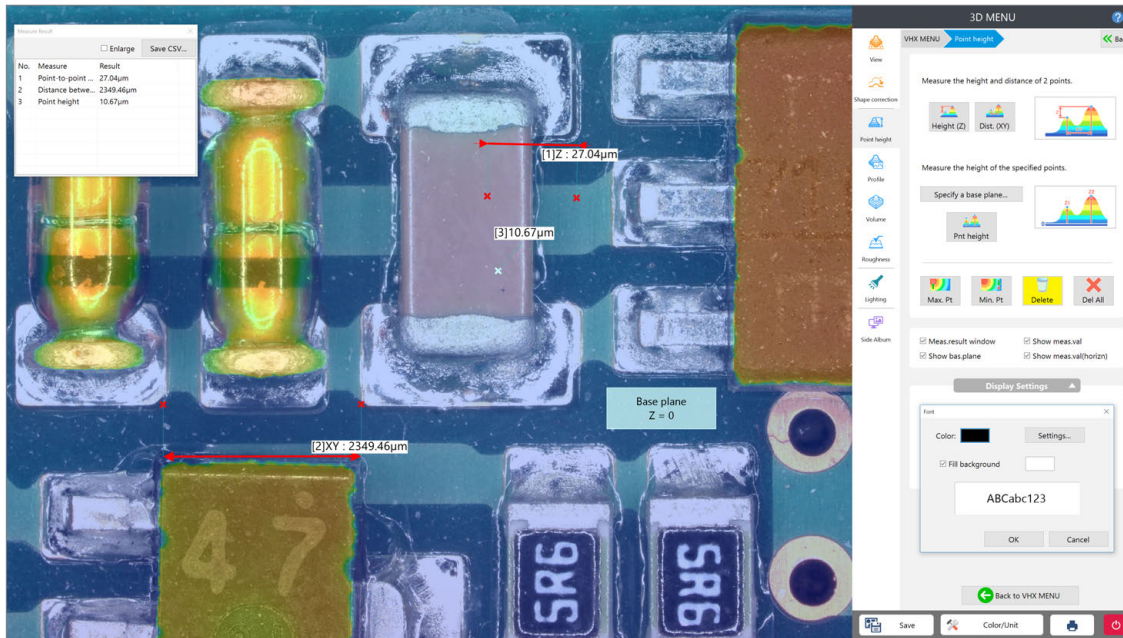 Measure Result
Enlarge
Save CSV...
No. Measure Result
1 Point-to-point ... 27.04µm
2 Distance betwe... 2349.46µm
3 Point height 10.67µm
[1]Z : 27.04µm
[3]10.67µm
Base plane
Z = 0
[2]XY : 2349.46µm
47
5R6
5R6
3D MENU
?
VHX MENU
Point height
Ba
View
Shape correction
Point height
Profile
Volume
Roughness
Lighting
Side Album
Measure the height and distance of 2 points.
Height (Z)
Dist. (XY)
Measure the height of the specified points.
Specify a base plane...
Pnt height
Max. Pt
Min. Pt
Delete
Del All
Meas.result window
Show meas.val
Show bas.plane
Show meas.val(horizn)
Display Settings
Font
Color:
Settings...
Fill background
ABCabc123
OK
Cancel
Back to VHX MENU
Save
Color/Unit